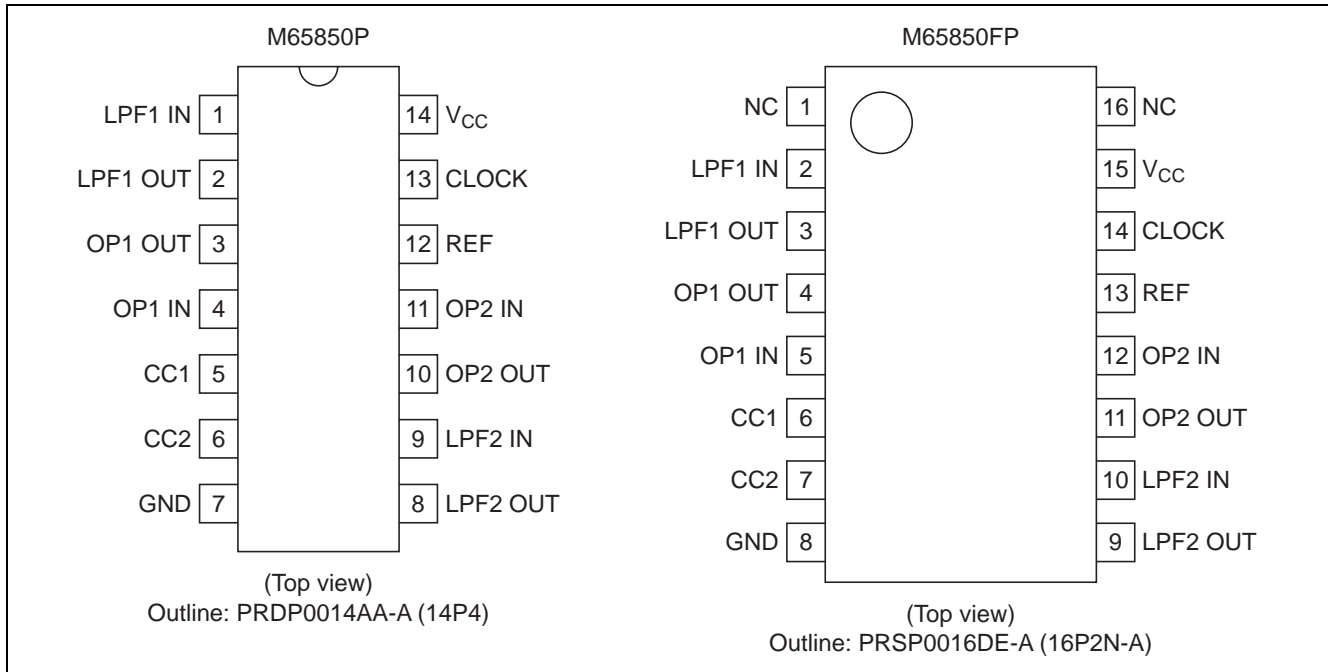 M65850P
LPF1 IN 1
14 VCC
LPF1 OUT 2
13 CLOCK
OP1 OUT 3
12 REF
OP1 IN 4
11 OP2 IN
CC1 5
10 OP2 OUT
CC2 6
9 LPF2 IN
GND 7
8 LPF2 OUT
(Top view)
Outline: PRDP0014AA-A (14P4)
M65850FP
NC 1
16 NC
LPF1 IN 2
15 VCC
LPF1 OUT 3
14 CLOCK
OP1 OUT 4
13 REF
OP1 IN 5
12 OP2 IN
CC1 6
11 OP2 OUT
CC2 7
10 LPF2 IN
GND 8
9 LPF2 OUT
(Top view)
Outline: PRSP0016DE-A (16P2N-A)